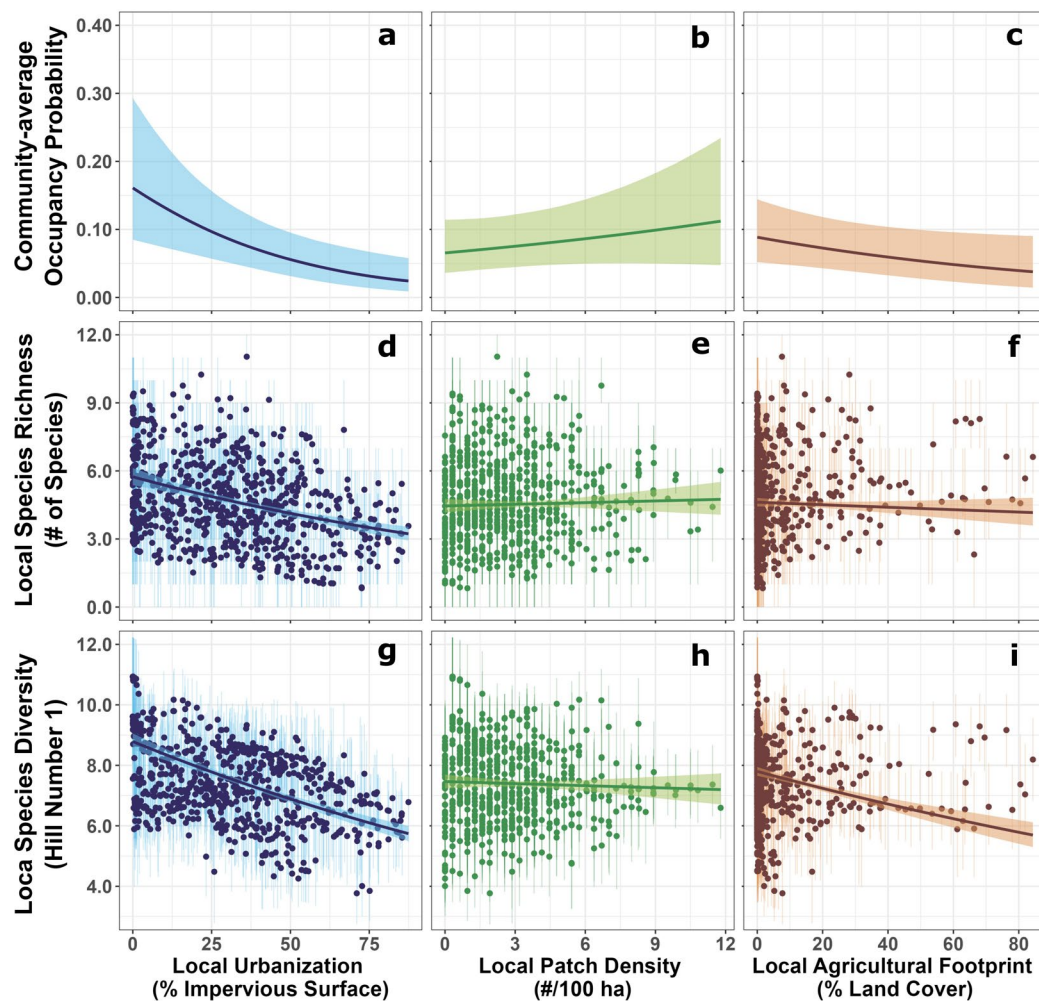 a
b
c
Community-average
Occupancy Probability
0.40
0.30
0.20
0.10
0.00
d
e
f
Local Species Richness
(# of Species)
12.0
9.0
6.0
3.0
0.0
g
h
i
Loca Species Diversity
(Hill Number 1)
12.0
10.0
8.0
6.0
4.0
0 25 50 75
0 3 6 9 12
0 20 40 60 80
Local Urbanization
(% Impervious Surface)
Local Patch Density
(#/100 ha)
Local Agricultural Footprint
(% Land Cover)